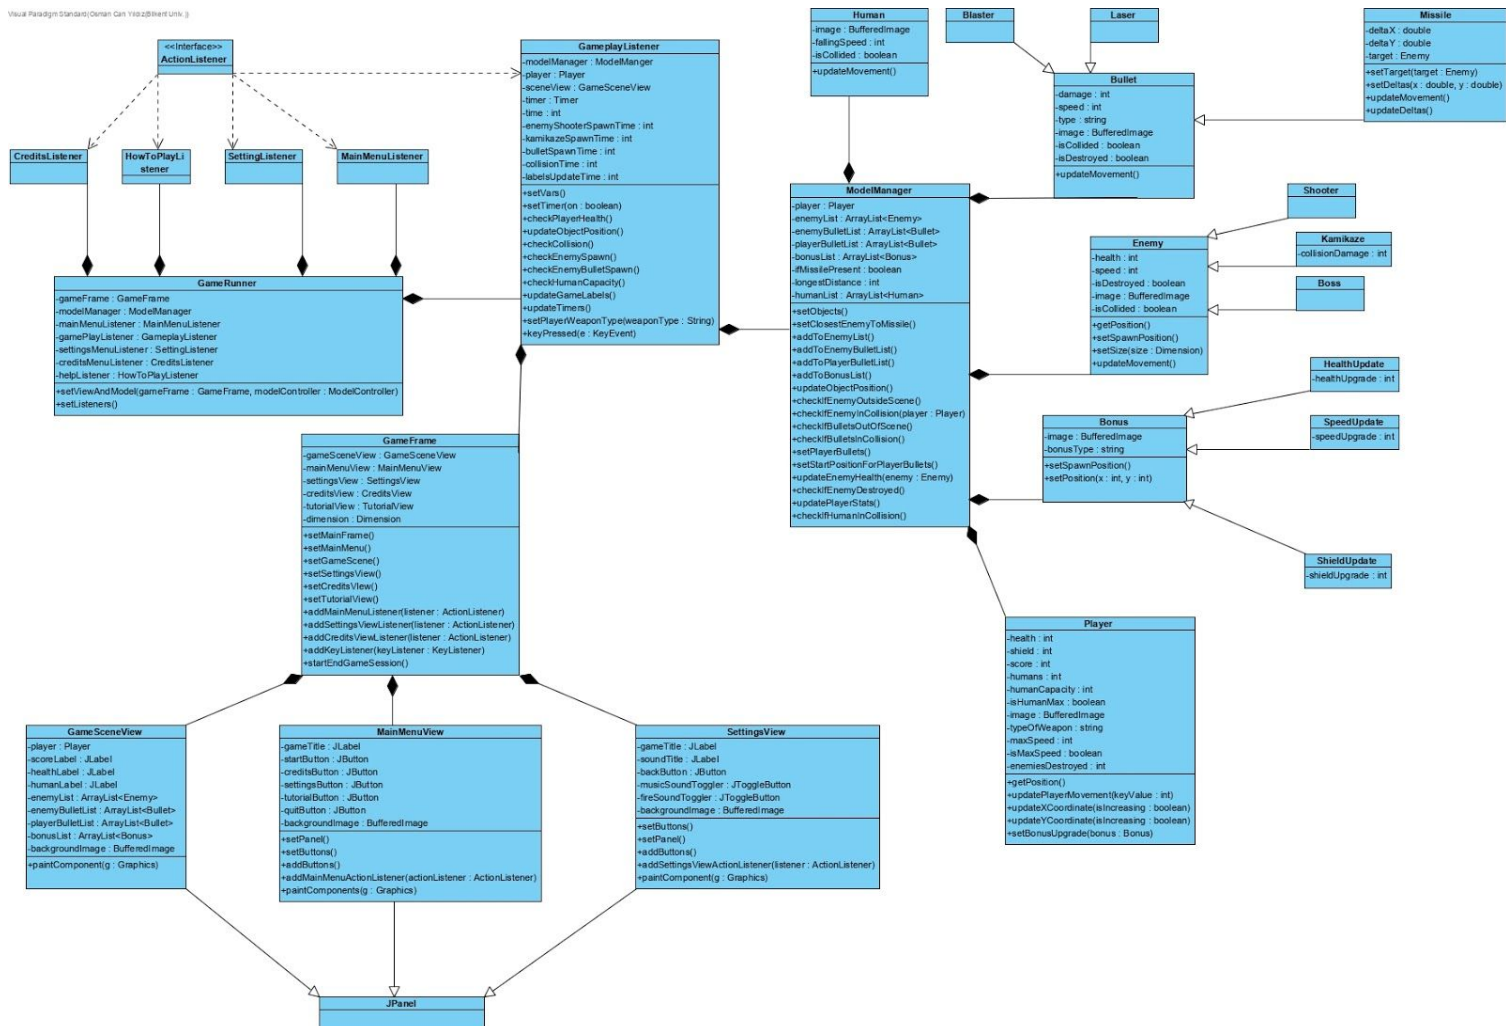 Visual Paradigm Standard(Osman Can Yıldız(Bilkent Univ.))
<<Interface>>
ActionListener
CreditsListener
HowToPlayLi
stener
SettingListener
MainMenuListener
GameplayListener
-modelManager : ModelManger
-player : Player
-sceneView : GameSceneView
-timer : Timer
-time : int
-enemyShooterSpawnTime : int
-kamikazeSpawnTime : int
-bulletSpawnTime : int
-collisionTime : int
-labelsUpdateTime : int
+setVars()
+setTimer(on : boolean)
+checkPlayerHealth()
+updateObjectPosition()
+checkCollision()
+checkEnemySpawn()
+checkEnemyBulletSpawn()
+checkHumanCapacity()
+updateGameLabels()
+updateTimers()
+setPlayerWeaponType(weaponType : String)
+keyPressed(e : KeyEvent)
GameRunner
-gameFrame : GameFrame
-modelManager : ModelManager
-mainMenuListener : MainMenuListener
-gamePlayListener : GameplayListener
-settingsMenuListener : SettingListener
-creditsMenuListener : CreditsListener
-helpListener : HowToPlayListener
+setViewAndModel(gameFrame : GameFrame, modelController : ModelController)
+setListeners()
GameFrame
-gameSceneView : GameSceneView
-mainMenuView : MainMenuView
-settingsView : SettingsView
-creditsView : CreditsView
-tutorialView : TutorialView
-dimension : Dimension
+setMainFrame()
+setMainMenu()
+setGameScene()
+setSettingsView()
+setCreditsVIew()
+setTutorialView()
+addMainMenuListener(listener : ActionListener)
+addSettingsViewListener(listener : ActionListener)
+addCreditsViewListener(listener : ActionListener)
+addKeyListener(keyListener : KeyListener)
+startEndGameSession()
GameSceneView
-player : Player
-scoreLabel : JLabel
-healthLabel : JLabel
-humanLabel : JLabel
-enemyList : ArrayList<Enemy>
-enemyBulletList : ArrayList<Bullet>
-playerBulletList : ArrayList<Bullet>
-bonusList : ArrayList<Bonus>
-backgroundImage : BufferedImage
+paintComponent(g : Graphics)
MainMenuView
-gameTitle : JLabel
-startButton : JButton
-creditsButton : JButton
-settingsButton : JButton
-tutorialButton : JButton
-quitButton : JButton
-backgroundImage : BufferedImage
+setPanel()
+setButtons()
+addButtons()
+addMainMenuActionListener(actionListener : ActionListener)
+paintComponents(g : Graphics)
SettingsView
-gameTitle : JLabel
-soundTitle : JLabel
-backButton : JButton
-musicSoundToggler : JToggleButton
-fireSoundToggler : JToggleButton
-backgroundImage : BufferedImage
+setButtons()
+setPanel()
+addButtons()
+addSettingsViewActionListener(listener : ActionListener)
+paintComponent(g : Graphics)
JPanel
Human
-image : BufferedImage
-fallingSpeed : int
-isCollided : boolean
+updateMovement()
Blaster
Laser
Missile
-deltaX : double
-deltaY : double
-target : Enemy
+setTarget(target : Enemy)
+setDeltas(x : double, y : double)
+updateMovement()
+updateDeltas()
Bullet
-damage : int
-speed : int
-type : string
-image : BufferedImage
-isCollided : boolean
-isDestroyed : boolean
+updateMovement()
ModelManager
-player : Player
-enemyList : ArrayList<Enemy>
-enemyBulletList : ArrayList<Bullet>
-playerBulletList : ArrayList<Bullet>
-bonusList : ArrayList<Bonus>
-ifMissilePresent : boolean
-longestDistance : int
-humanList : ArrayList<Human>
+setObjects()
+setClosestEnemyToMissile()
+addToEnemyList()
+addToEnemyBulletList()
+addToPlayerBulletList()
+addToBonusList()
+updateObjectPosition()
+checkIfEnemyOutsideScene()
+checkIfEnemyInCollision(player : Player)
+checkIfBulletsOutOfScene()
+checkIfBulletsInCollision()
+setPlayerBullets()
+setStartPositionForPlayerBullets()
+updateEnemyHealth(enemy : Enemy)
+checkIfEnemyDestroyed()
+updatePlayerStats()
+checkIfHumanInCollision()
Shooter
Kamikaze
-collisionDamage : int
Boss
Enemy
-health : int
-speed : int
-isDestroyed : boolean
-image : BufferedImage
-isCollided : boolean
+getPosition()
+setSpawnPosition()
+setSize(size : Dimension)
+updateMovement()
HealthUpdate
-healthUpgrade : int
SpeedUpdate
-speedUpgrade : int
Bonus
-image : BufferedImage
-bonusType : string
+setSpawnPosition()
+setPosition(x : int, y : int)
ShieldUpdate
-shieldUpgrade : int
Player
-health : int
-shield : int
-score : int
-humans : int
-humanCapacity : int
-isHumanMax : boolean
-image : BufferedImage
-typeOfWeapon : string
-maxSpeed : int
-isMaxSpeed : boolean
-enemiesDestroyed : int
+getPosition()
+updatePlayerMovement(keyValue : int)
+updateXCoordinate(isIncreasing : boolean)
+updateYCoordinate(isIncreasing : boolean)
+setBonusUpgrade(bonus : Bonus)